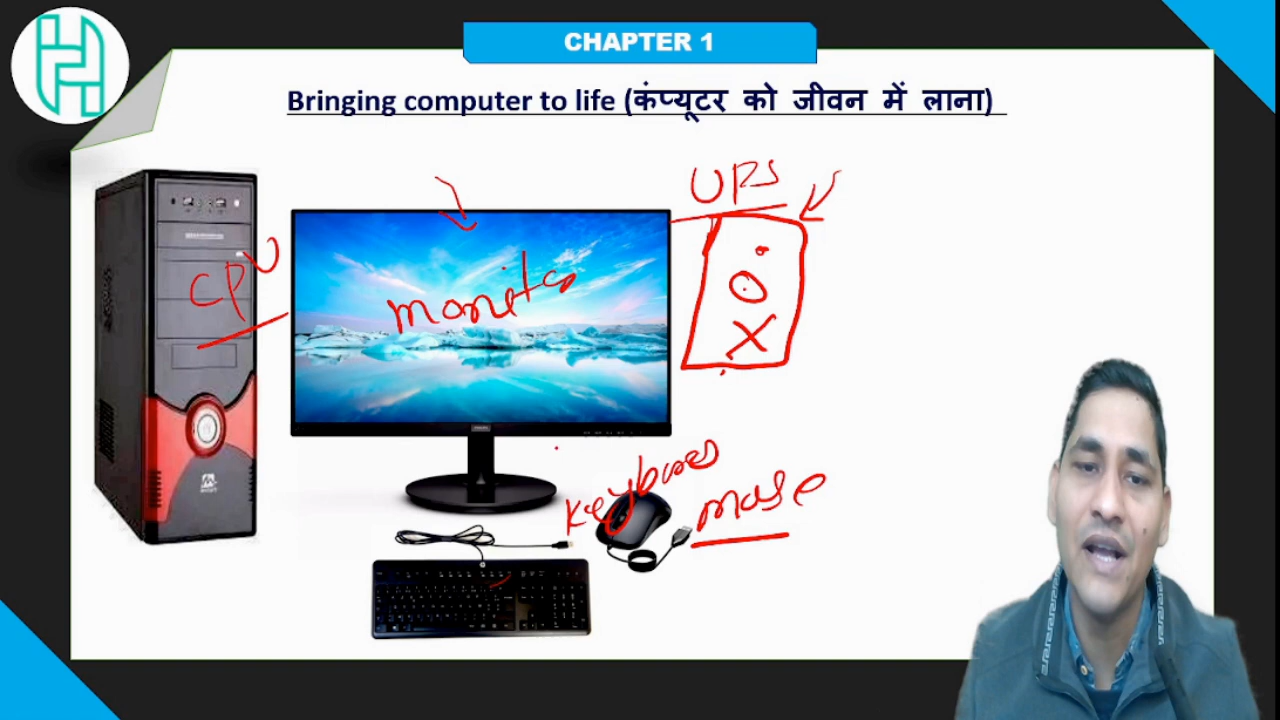 CHAPTER 1
Bringing computer to life (कंप्यूटर को जीवन में लाना)
UPS
CPU
monitor
keyboard
mouse